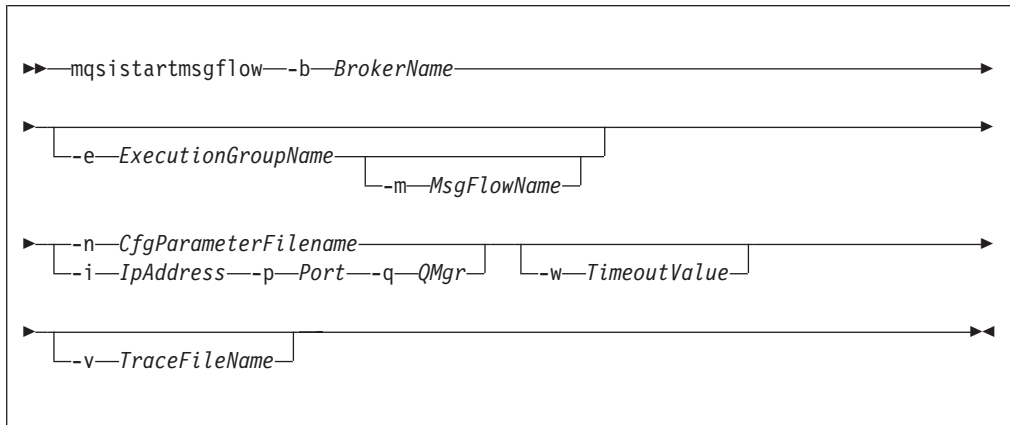 mqsistartmsgflow -b BrokerName
-e ExecutionGroupName
-m MsgFlowName
-n CfgParameterFilename
-i IpAddress -p Port -q QMgr
-w TimeoutValue
-v TraceFileName